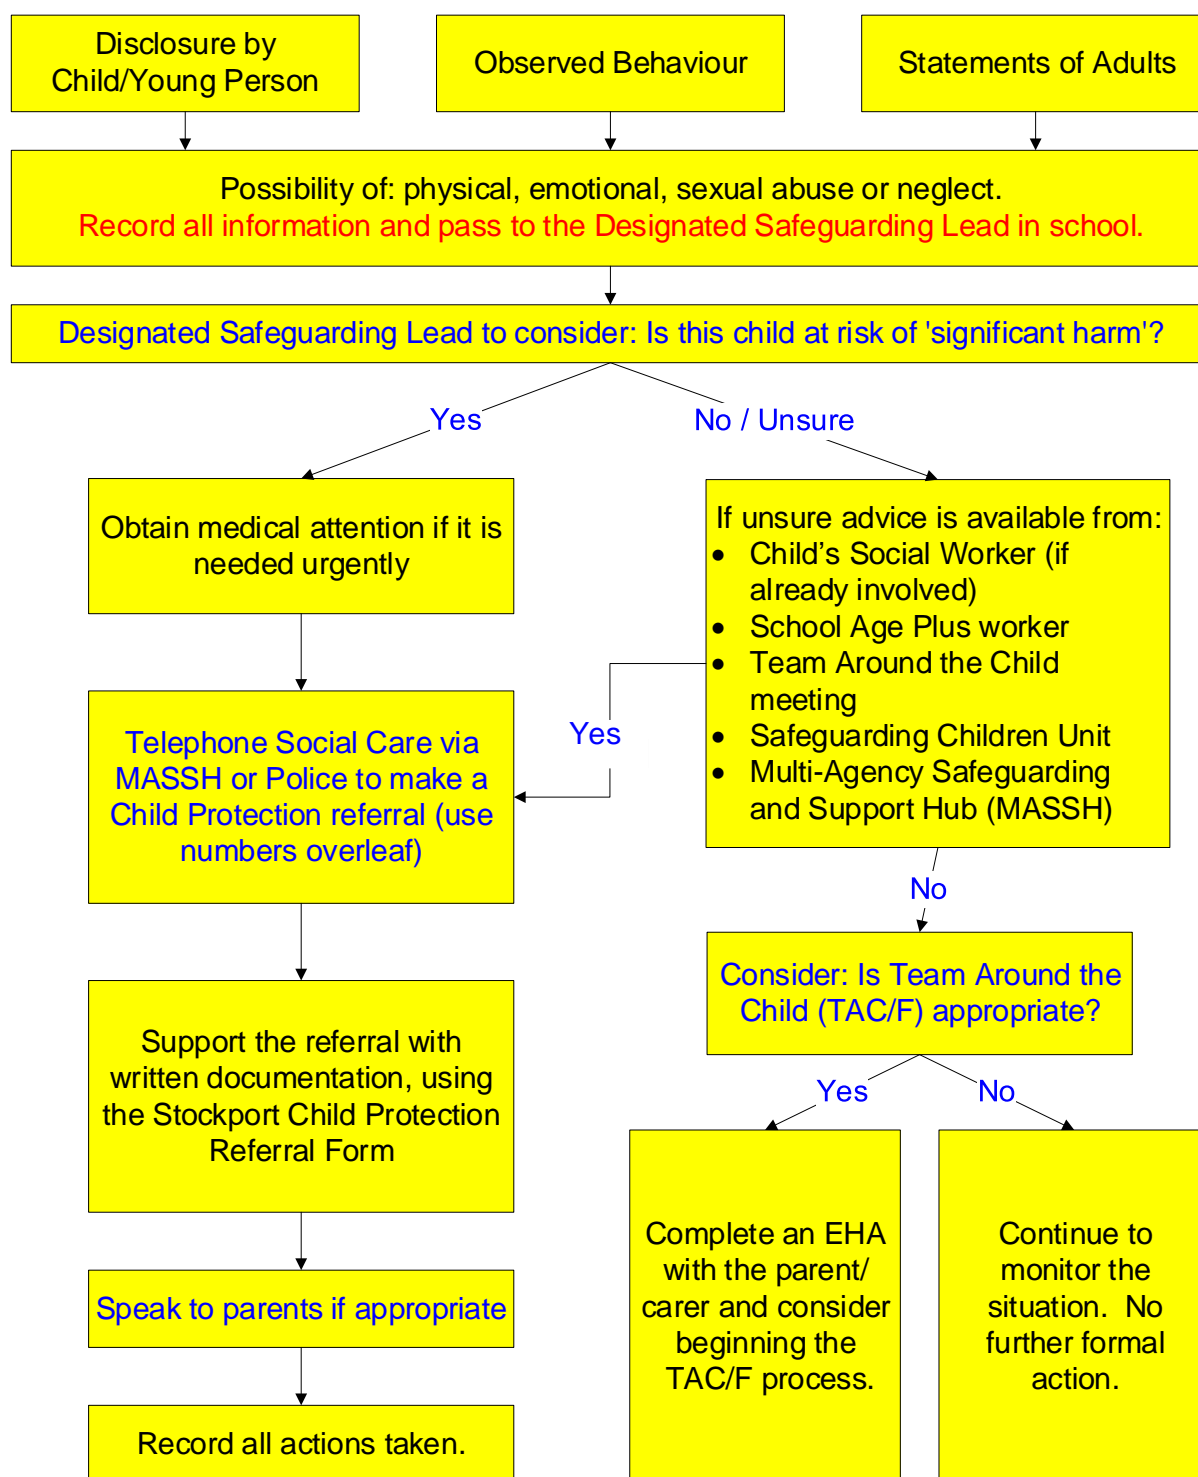 Disclosure by
Child/Young Person
Observed Behaviour
Statements of Adults
Possibility of: physical, emotional, sexual abuse or neglect.
Record all information and pass to the Designated Safeguarding Lead in school.
Designated Safeguarding Lead to consider: Is this child at risk of 'significant harm'?
Yes
No / Unsure
Obtain medical attention if it is
needed urgently
If unsure advice is available from:
• Child’s Social Worker (if
already involved)
• School Age Plus worker
• Team Around the Child
meeting
• Safeguarding Children Unit
• Multi-Agency Safeguarding
and Support Hub (MASSH)
Yes
Telephone Social Care via
MASSH or Police to make a
Child Protection referral (use
numbers overleaf)
No
Consider: Is Team Around the
Child (TAC/F) appropriate?
Support the referral with
written documentation, using
the Stockport Child Protection
Referral Form
Yes
No
Complete an EHA
with the parent/
carer and consider
beginning the
TAC/F process.
Continue to
monitor the
situation.  No
further formal
action.
Speak to parents if appropriate
Record all actions taken.